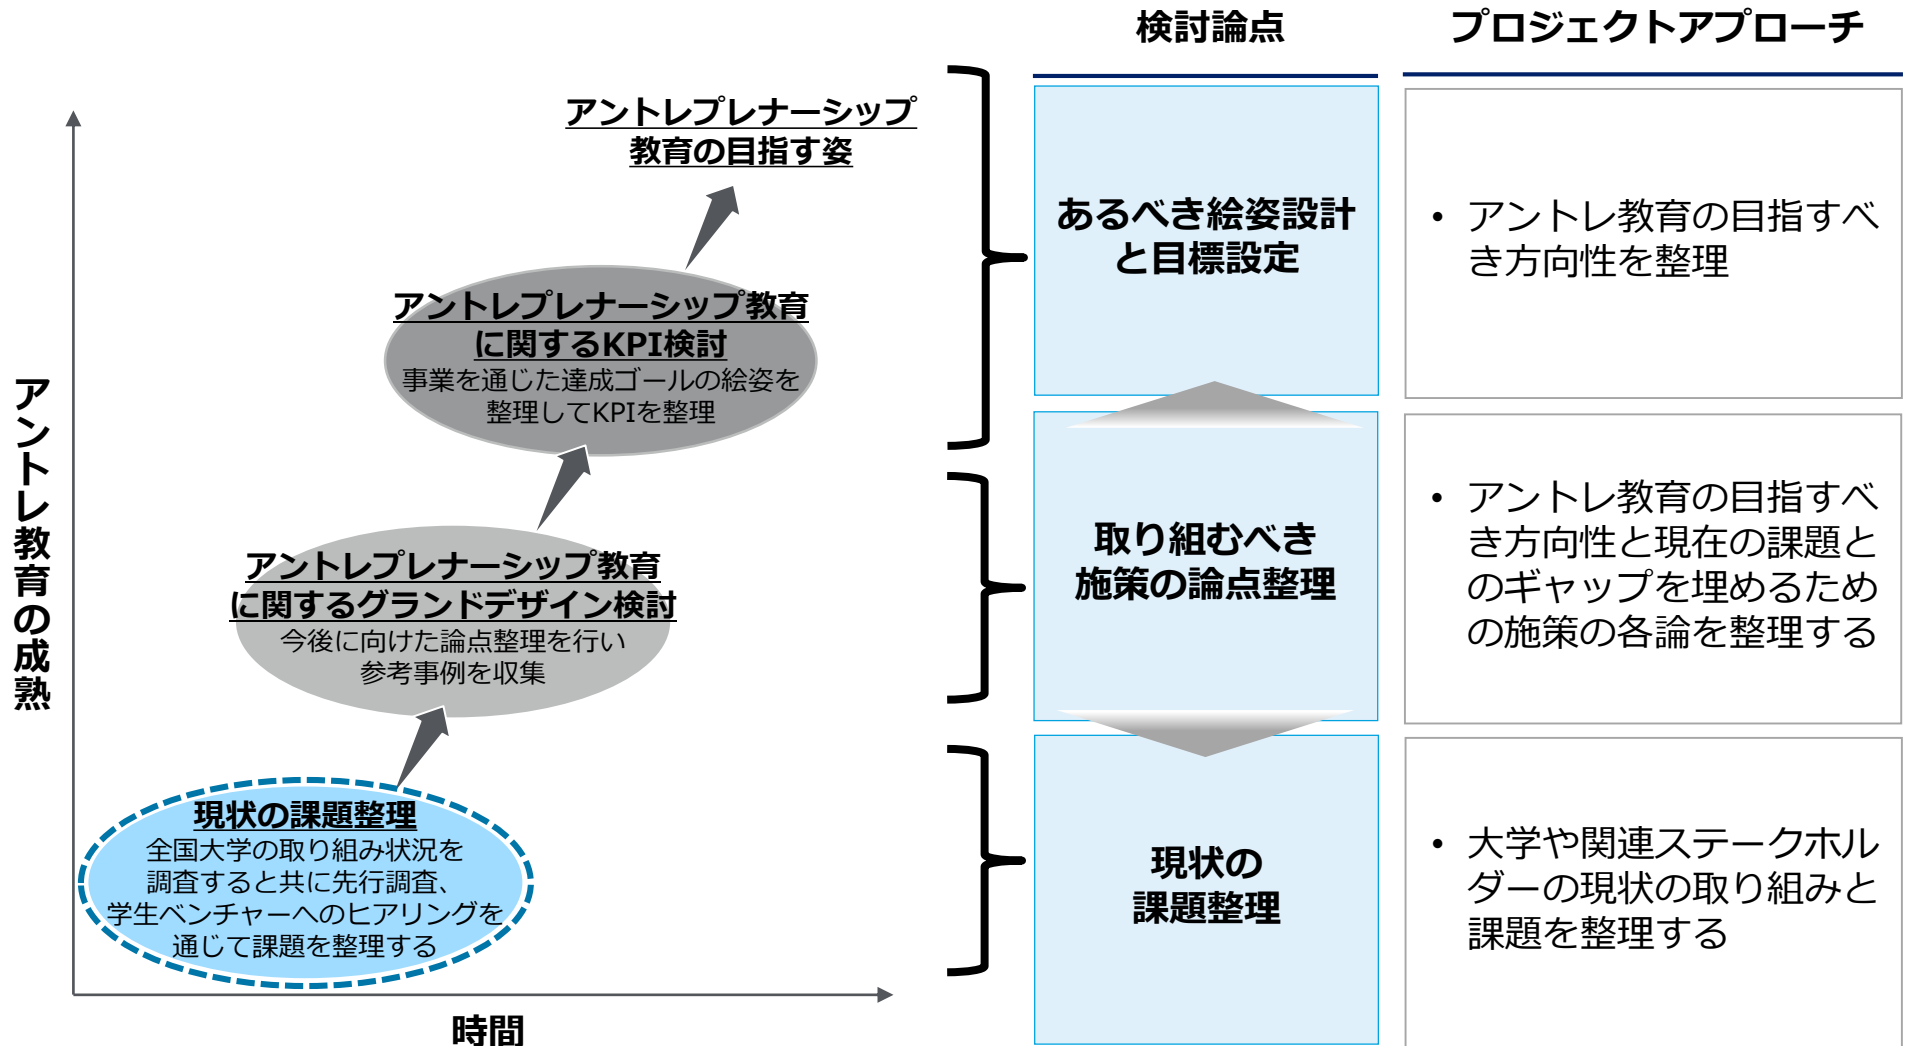 検討論点
プロジェクトアプローチ
アントレプレナーシップ
教育の目指す姿
アントレプレナーシップ教育
に関するKPI検討
事業を通じた達成ゴールの絵姿を
整理してKPIを整理
アントレプレナーシップ教育
に関するグランドデザイン検討
今後に向けた論点整理を行い
参考事例を収集
現状の課題整理
全国大学の取り組み状況を
調査すると共に先行調査、
学生ベンチャーへのヒアリングを
通じて課題を整理する
アントレ教育の成熟
時間
あるべき絵姿設計
と目標設定
• アントレ教育の目指すべ
き方向性を整理
取り組むべき
施策の論点整理
• アントレ教育の目指すべ
き方向性と現在の課題と
のギャップを埋めるため
の施策の各論を整理する
現状の
課題整理
• 大学や関連ステークホル
ダーの現状の取り組みと
課題を整理する